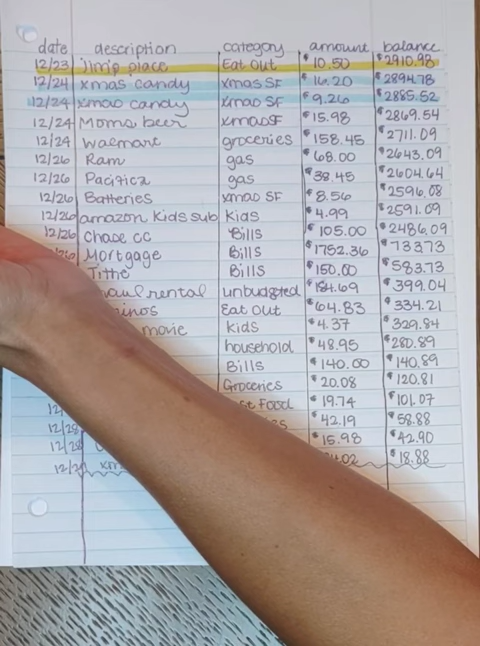 date description category amount balance
12/23 Jim's place Eat Out $10.50 $2910.98
12/24 xmas candy xmas SF $16.20 $2894.78
12/24 xmas candy xmas SF $9.26 $2885.52
12/24 Moms beer xmas SF $15.98 $2869.54
12/24 Walmart groceries $158.45 $2711.09
12/26 Ram gas $68.00 $2643.09
12/26 Pacifica gas $38.45 $2604.64
12/26 Batteries xmas SF $8.56 $2596.08
12/26 amazon Kids sub Kids $4.99 $2591.09
12/26 Chase CC Bills $105.00 $2486.09
Mortgage Bills $1752.36 $733.73
Tithe Bills $150.00 $583.73
rental unbudgeted $184.69 $399.04
Eat Out $64.83 $334.21
movie Kids $4.37 $329.84
household $48.95 $280.89
Bills $140.00 $140.89
Groceries $20.08 $120.81
Food $19.74 $101.07
$42.19 $58.88
12/28 $15.98 $42.90
$18.88